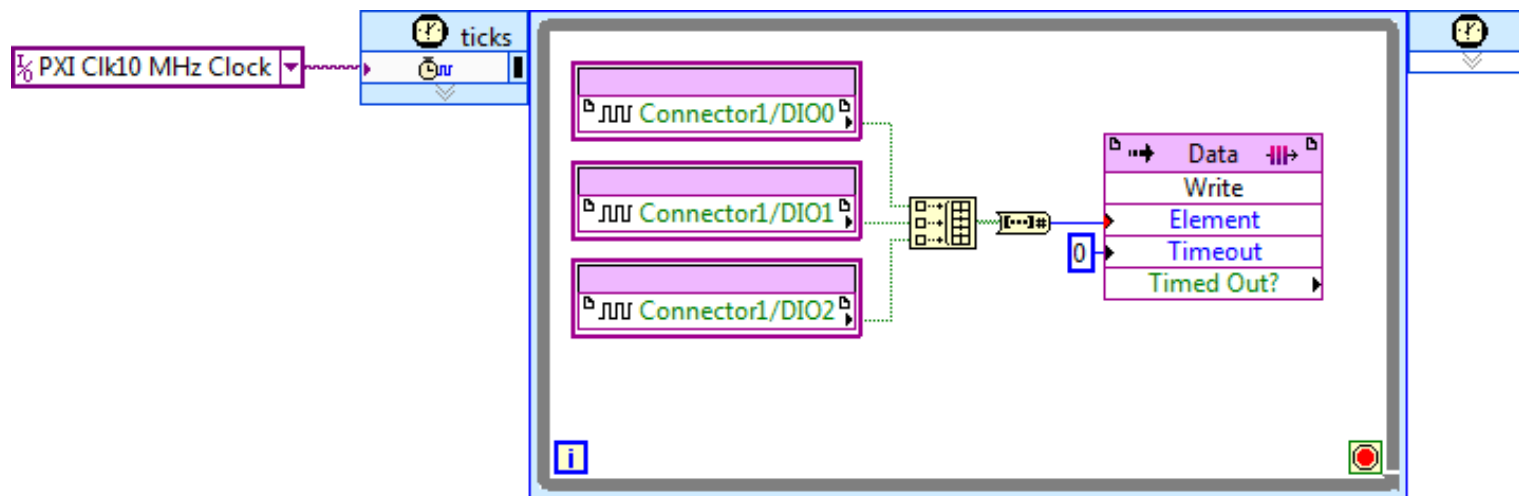 ticks
PXI Clk10 MHz Clock
Connector1/DIO0
Connector1/DIO1
Connector1/DIO2
Data
Write
Element
0
Timeout
Timed Out?
i